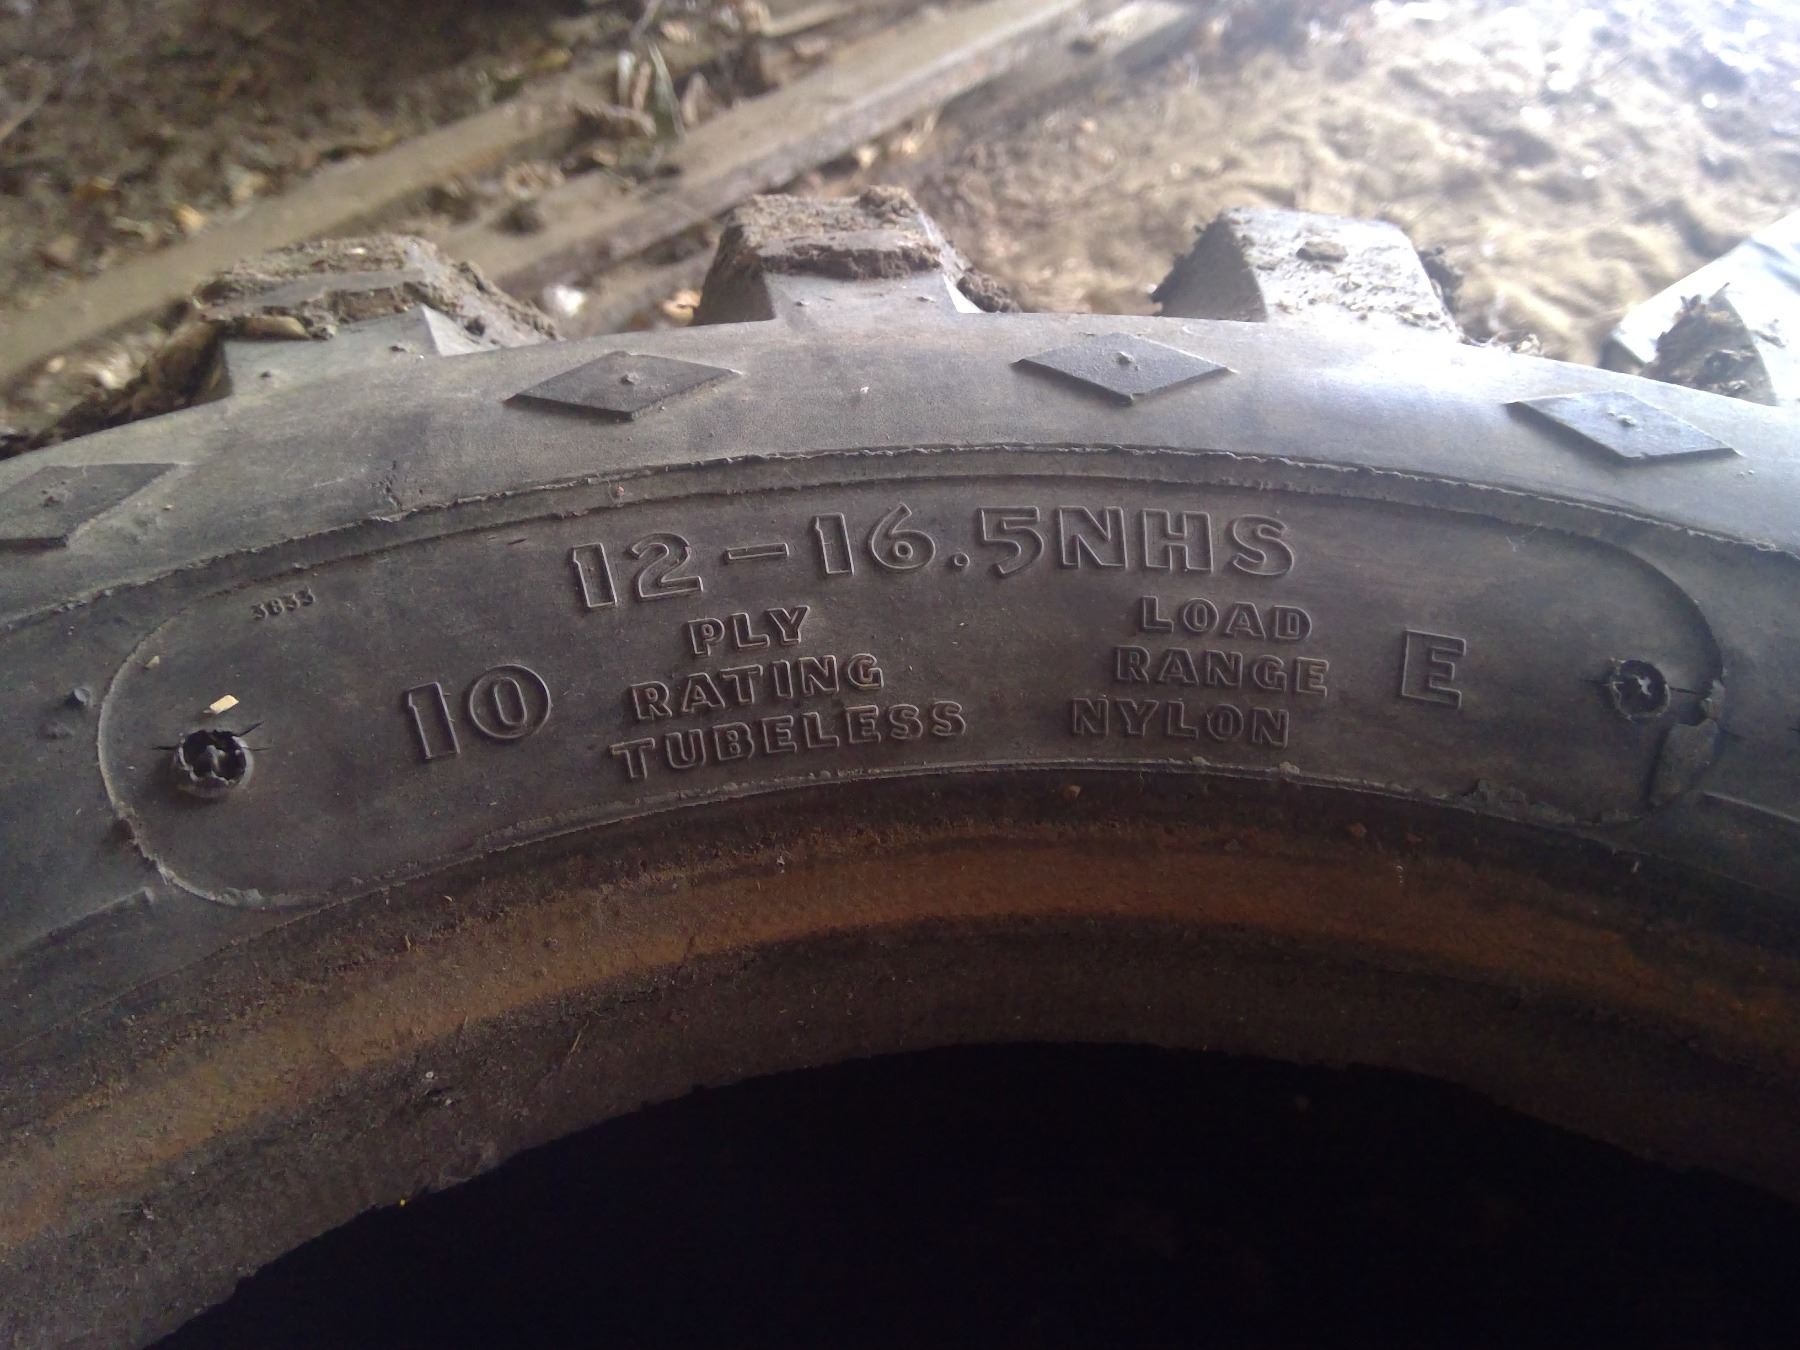 12-16.5NHS
3833
10 PLY RATING TUBELESS
LOAD RANGE E
NYLON